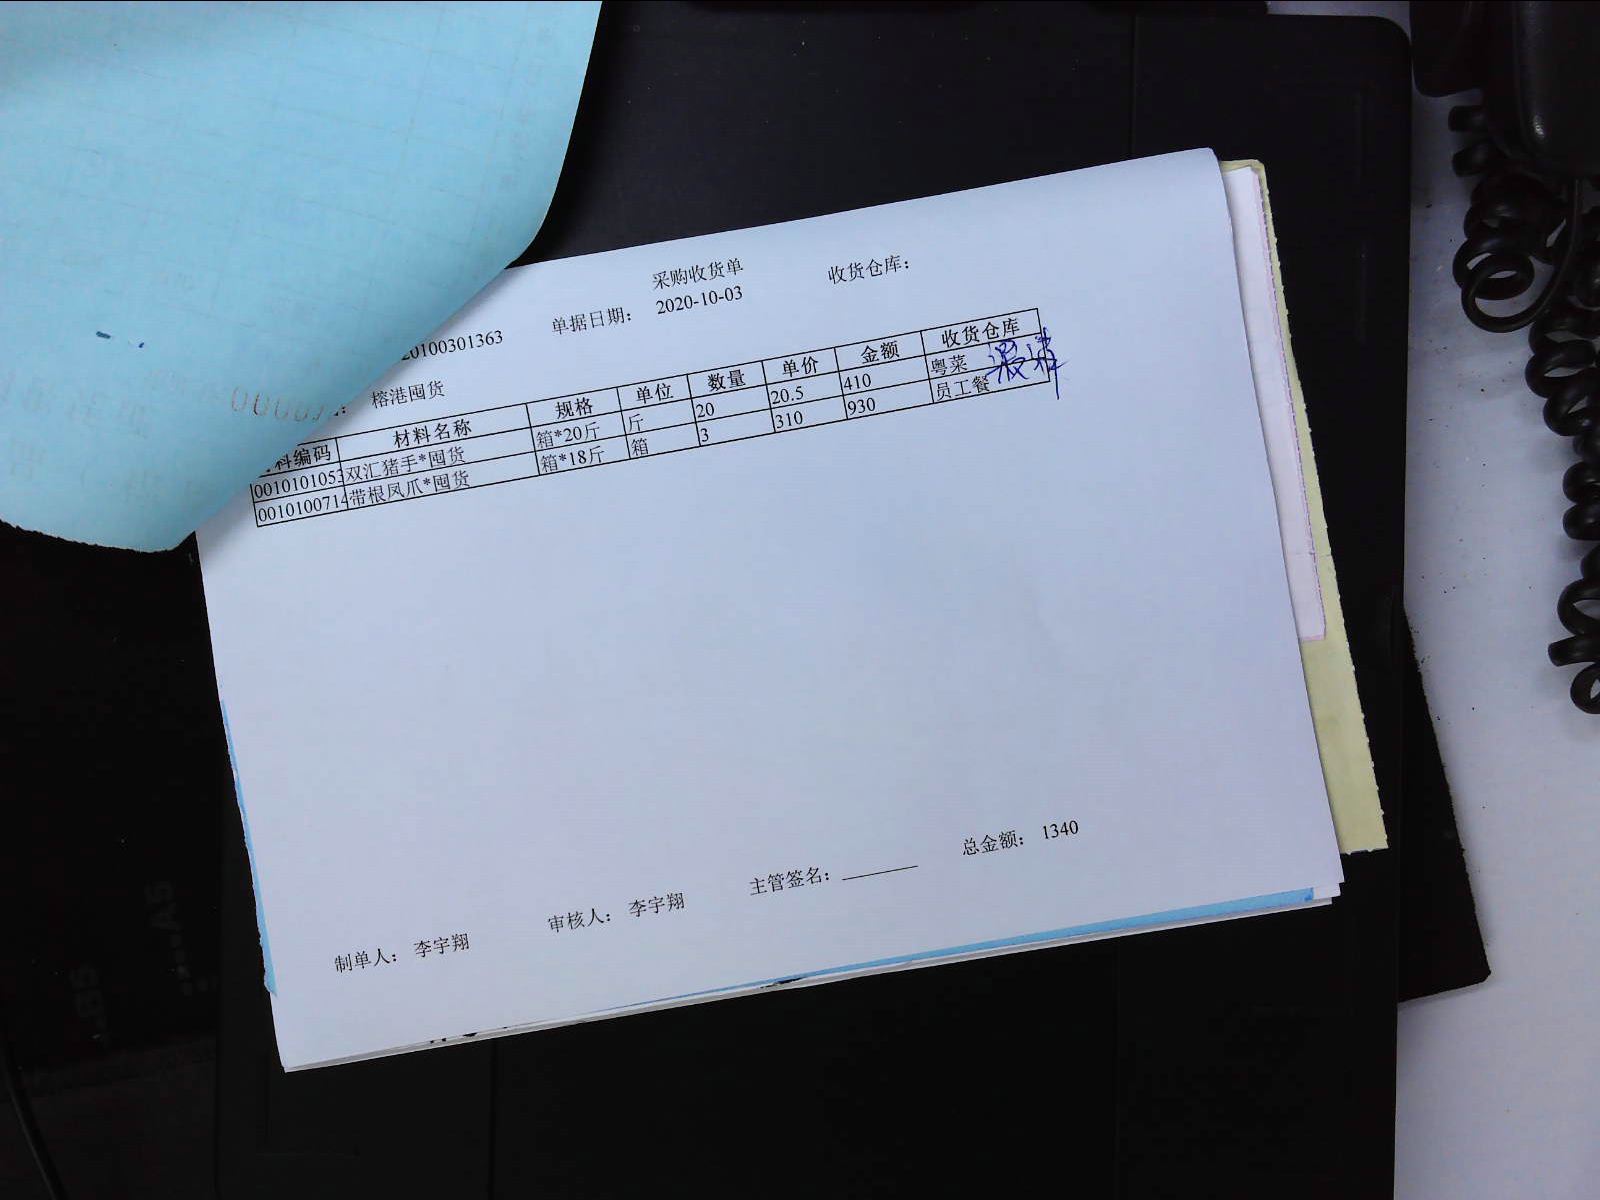 采购收货单
20100301363 单据日期： 2020-10-03 收货仓库：
榕港囤货
料编码 材料名称 规格 单位 数量 单价 金额 收货仓库
0010101053 双汇猪手*囤货 箱*20斤 斤 20 20.5 410 粤菜
0010100714 带根凤爪*囤货 箱*18斤 箱 3 310 930 员工餐
制单人： 李宇翔 审核人： 李宇翔 主管签名： 总金额： 1340